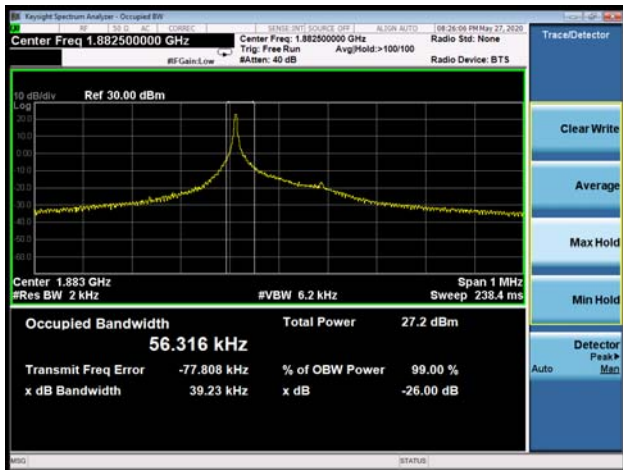 Keysight Spectrum Analyzer - Occupied BW
RF 50 Ω AC CORREC SENSE:INT SOURCE OFF ALIGN AUTO 08:26:06 PM May 27, 2020
Center Freq 1.882500000 GHz
Center Freq: 1.882500000 GHz Radio Std: None
Trig: Free Run Avg|Hold:>100/100
#IFGain:Low #Atten: 40 dB Radio Device: BTS
Trace/Detector
10 dB/div Ref 30.00 dBm
Log
20.0
10.0
0.00
-10.0
-20.0
-30.0
-40.0
-50.0
-60.0
Center 1.883 GHz Span 1 MHz
#Res BW 2 kHz #VBW 6.2 kHz Sweep 238.4 ms
Occupied Bandwidth Total Power 27.2 dBm
56.316 kHz
Transmit Freq Error -77.808 kHz % of OBW Power 99.00 %
x dB Bandwidth 39.23 kHz x dB -26.00 dB
Clear Write
Average
Max Hold
Min Hold
Detector
Peak▶
Auto Man
MSG STATUS